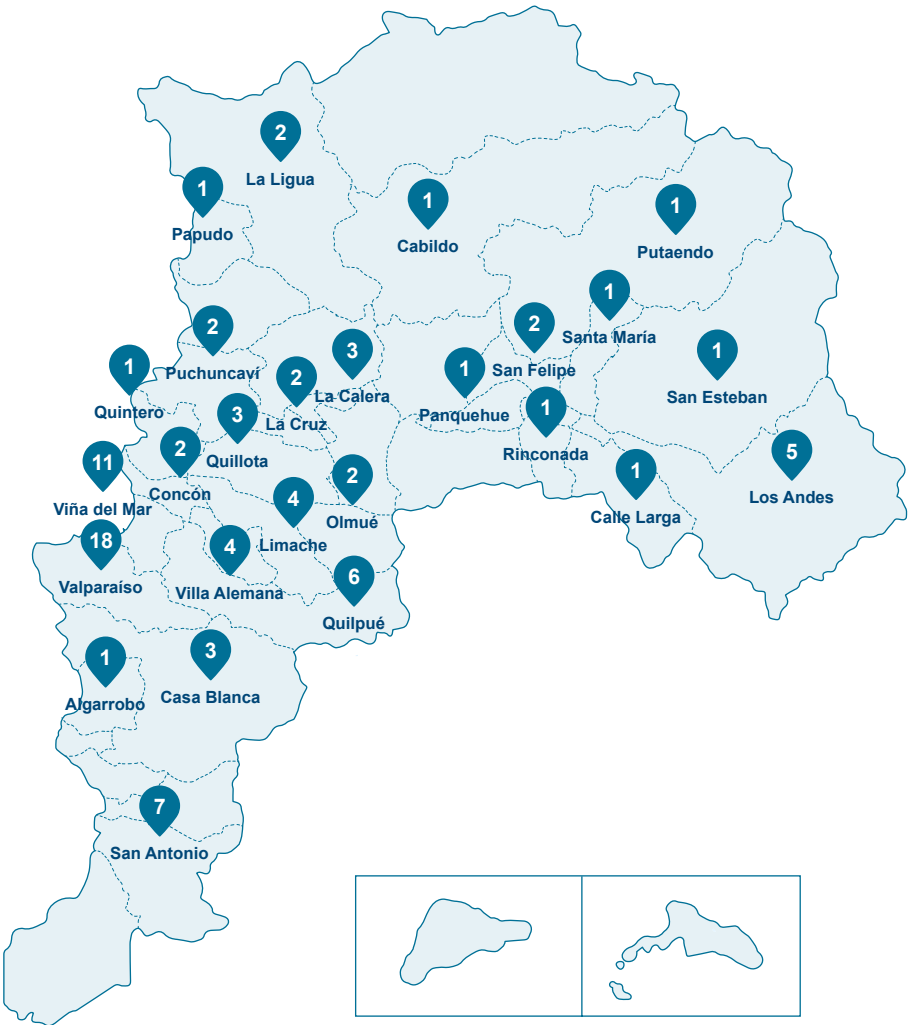 2
La Ligua
1
Papudo
1
Cabildo
1
Putaendo
1
Santa María
2
San Felipe
1
San Esteban
2
Puchuncaví
3
La Calera
1
Quintero
2
La Cruz
1
Panquehue
1
Rinconada
3
Quillota
2
Concón
11
Viña del Mar
4
Limache
2
Olmué
1
Calle Larga
5
Los Andes
18
Valparaíso
4
Villa Alemana
6
Quilpué
1
Algarrobo
3
Casa Blanca
7
San Antonio